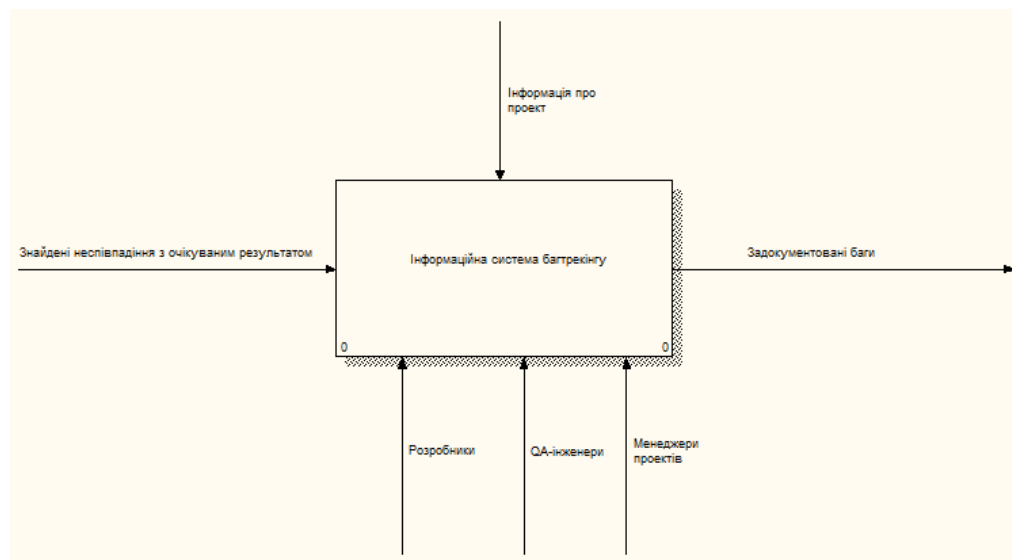 Інформація про
проект
Знайдені неспівпадіння з очікуваним результатом
Інформаційна система багтрекінгу
Задокументовані баги
0
0
Розробники
QA-інженери
Менеджери
проектів